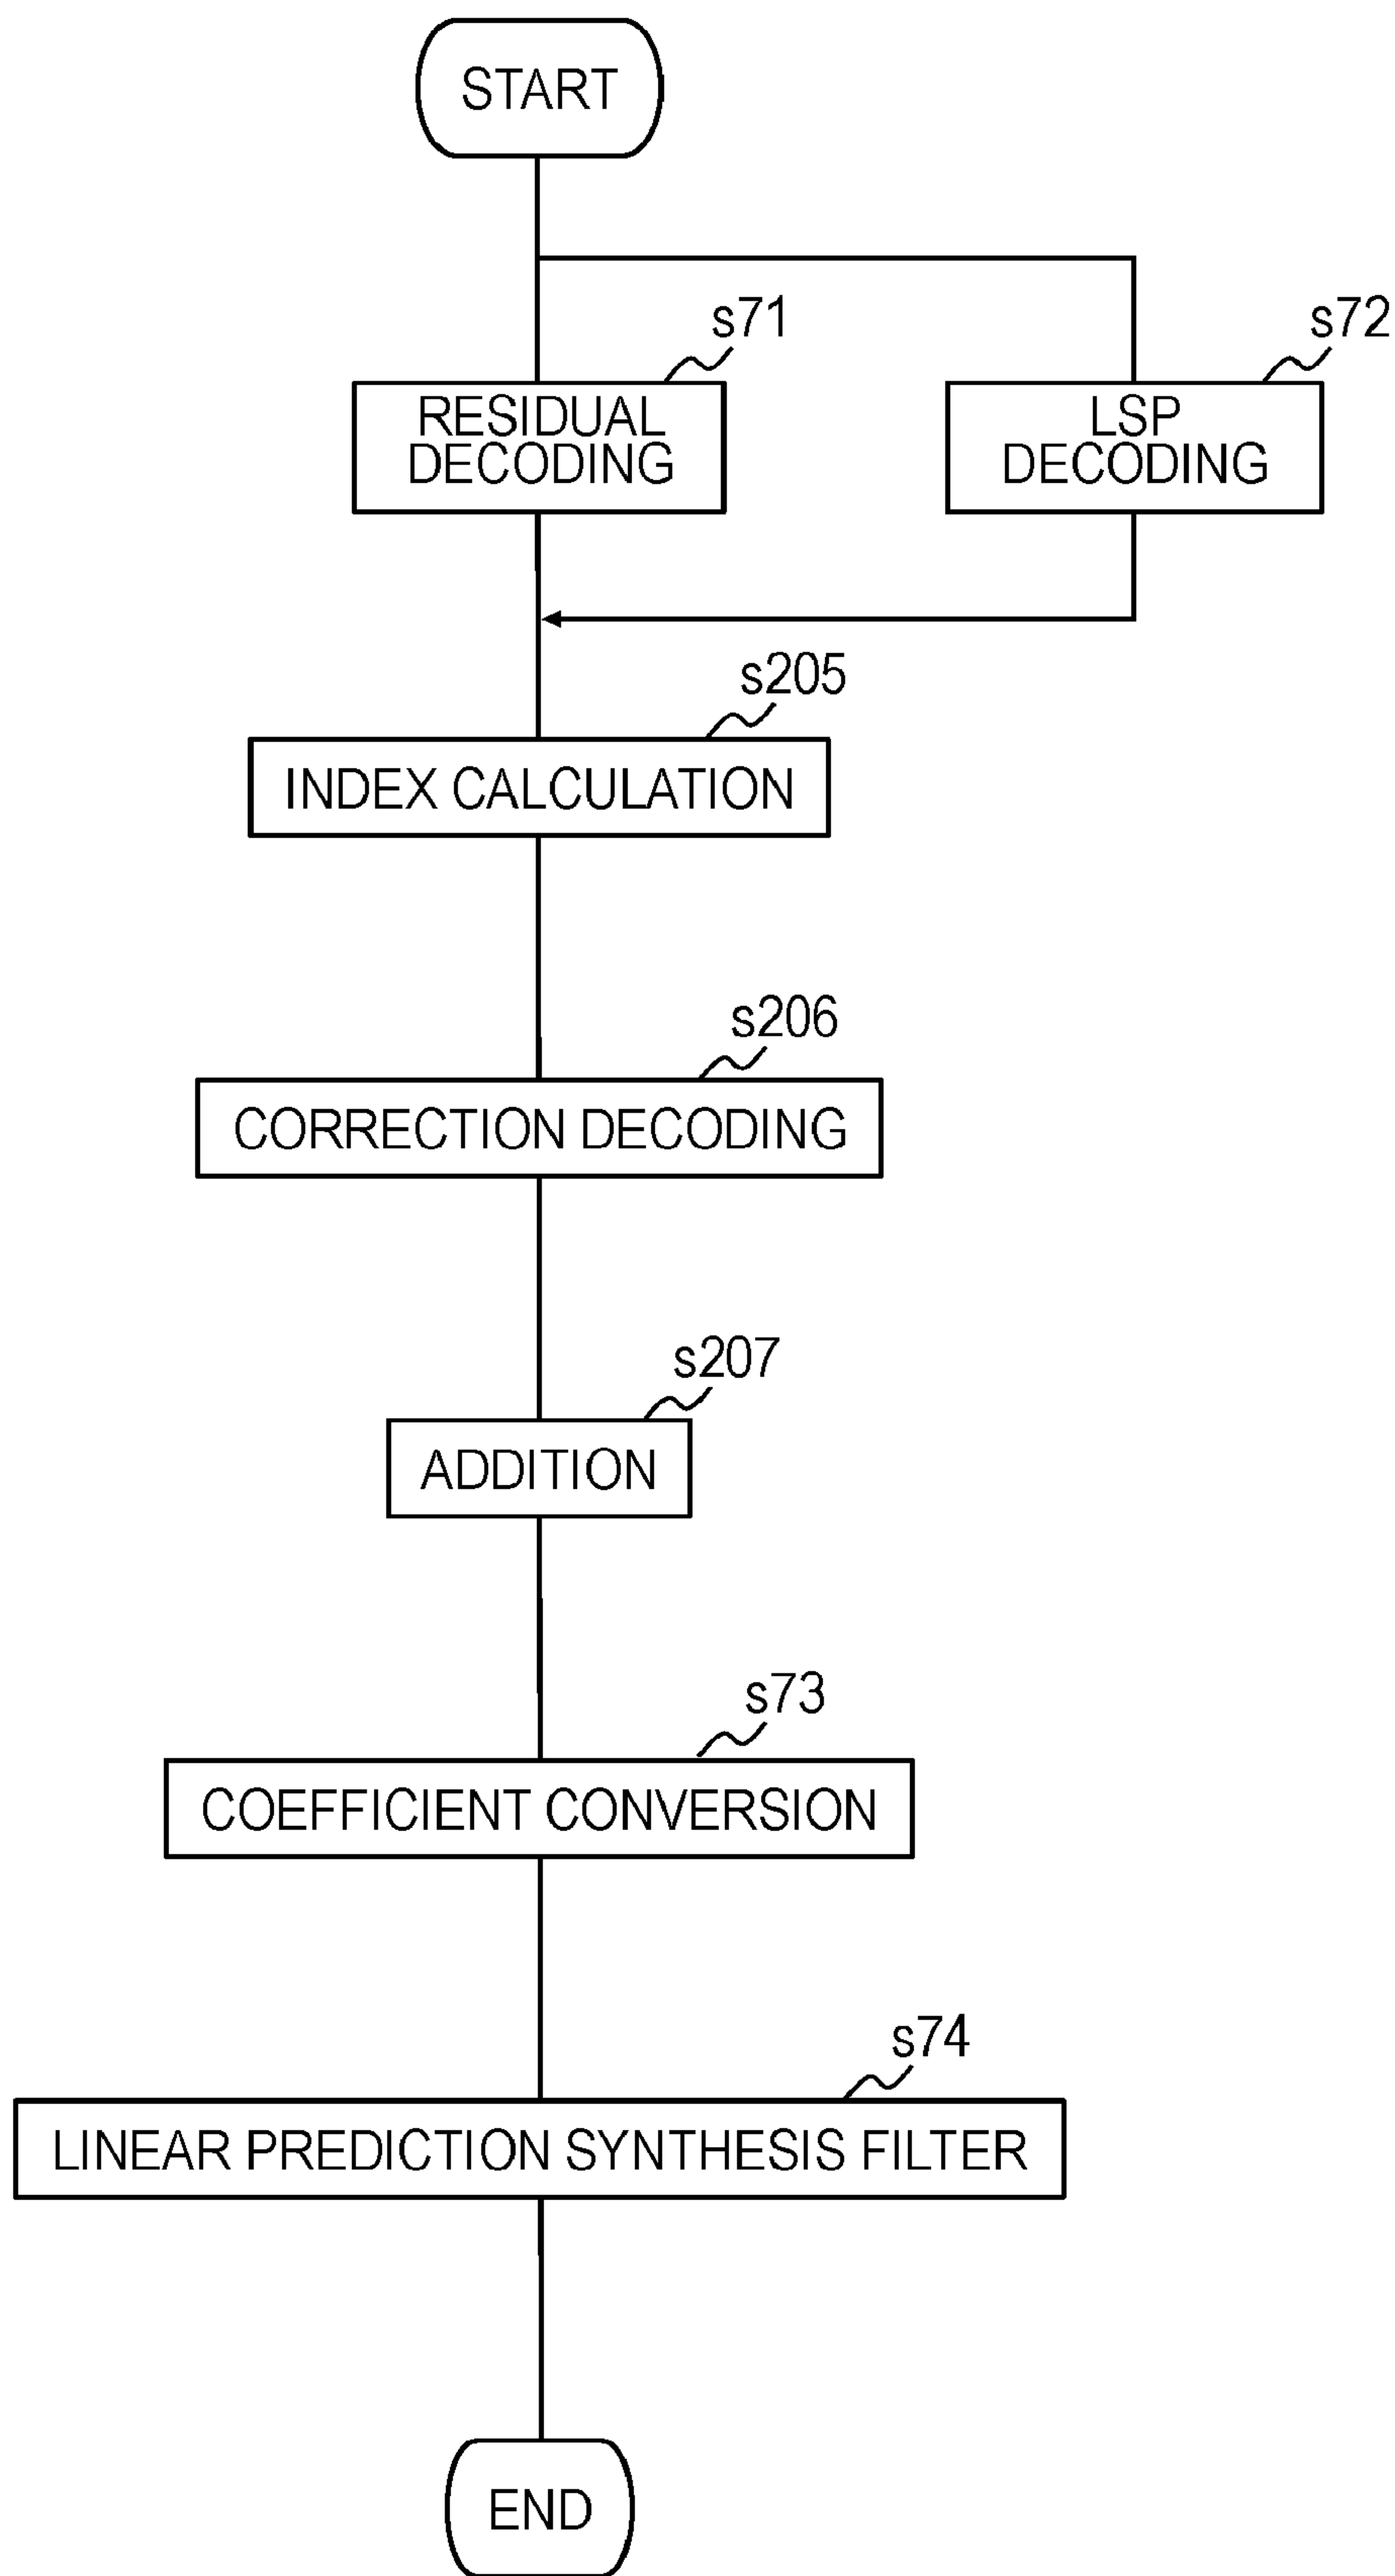 START
s71
s72
RESIDUAL
DECODING
LSP
DECODING
s205
INDEX CALCULATION
s206
CORRECTION DECODING
s207
ADDITION
s73
COEFFICIENT CONVERSION
s74
LINEAR PREDICTION SYNTHESIS FILTER
END